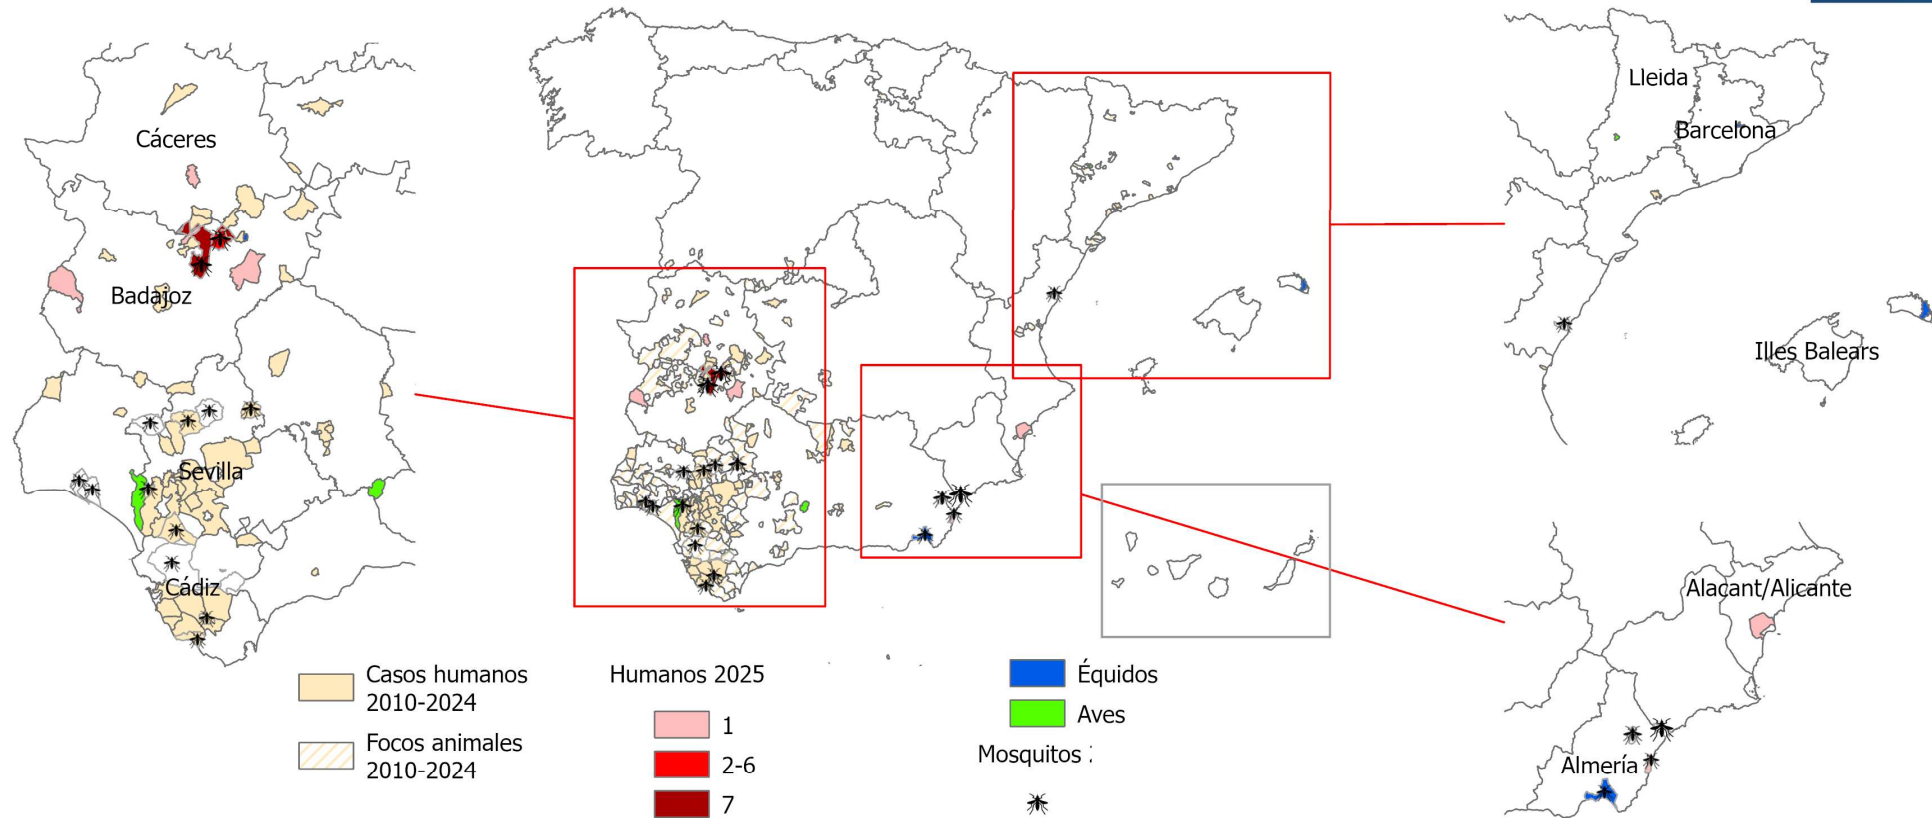 Cáceres
Badajoz
Sevilla
Cádiz
Lleida
Barcelona
Illes Balears
Alacant/Alicante
Almería
Casos humanos
2010-2024
Focos animales
2010-2024
Humanos 2025
1
2-6
7
Équidos
Aves
Mosquitos